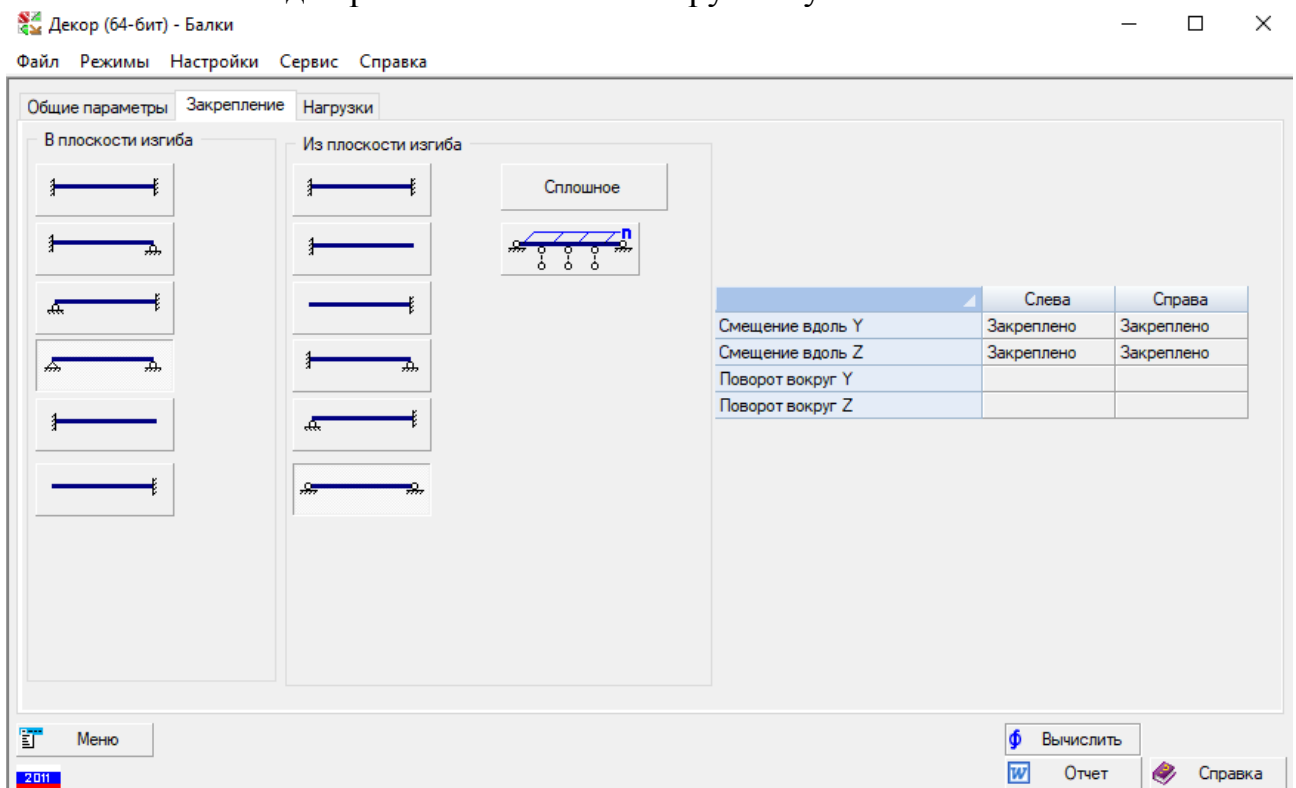 Декор (64-бит) - Балки
Файл Режимы Настройки Сервис Справка
Общие параметры Закрепление Нагрузки
В плоскости изгиба
Из плоскости изгиба
Сплошное
n
Слева Справа
Смещение вдоль Y Закреплено Закреплено
Смещение вдоль Z Закреплено Закреплено
Поворот вокруг Y
Поворот вокруг Z
Меню
Вычислить
2011
W Отчет
Справка